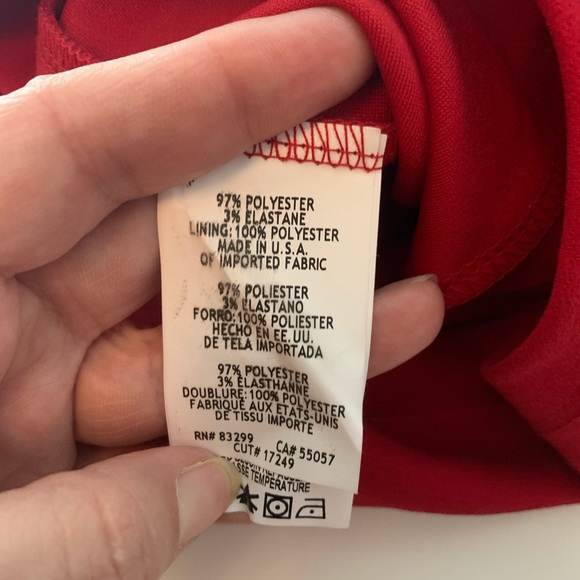 97% POLYESTER
3% ELASTANE
LINING: 100% POLYESTER
MADE IN U.S.A.
OF IMPORTED FABRIC
97% POLIESTER
3% ELASTANO
FORRO: 100% POLIESTER
HECHO EN EE.UU.
DE TELA IMPORTADA
97% POLYESTER
3% ELASTHANNE
DOUBLURE: 100% POLYESTER
FABRIQUE AUX ETATS-UNIS
DE TISSU IMPORTE
RN# 83299 CA# 55057
CUT# 17249
TEMPERATURE